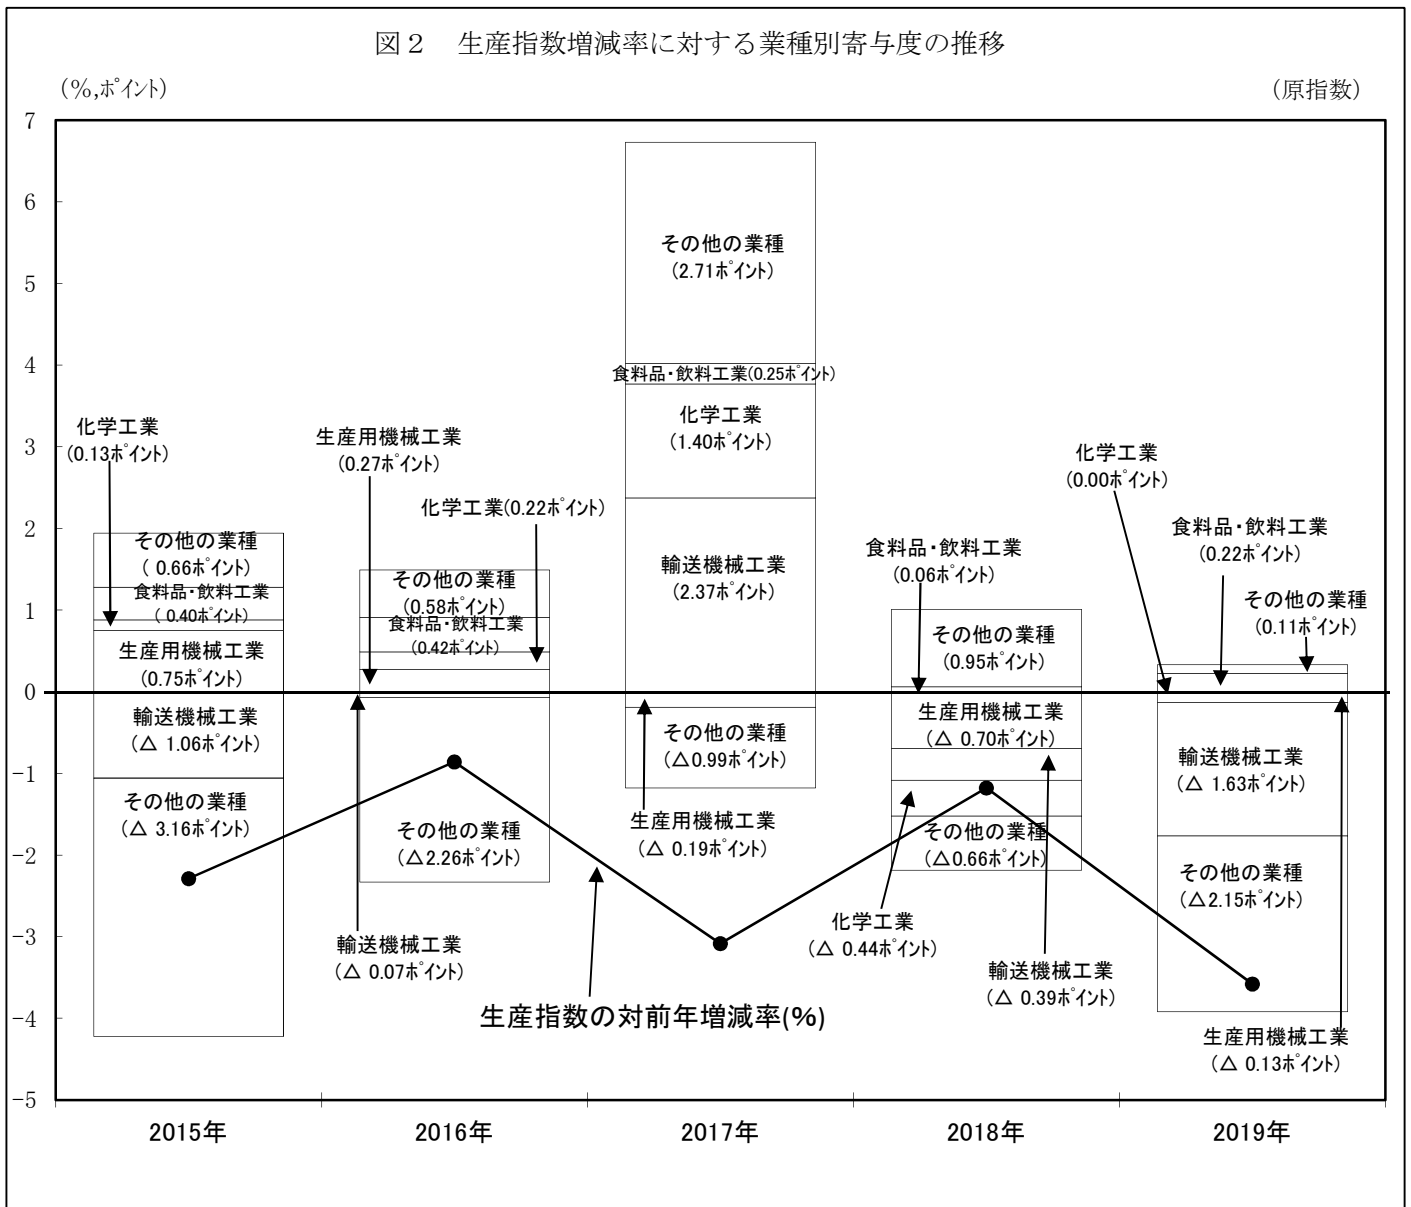 図２　生産指数増減率に対する業種別寄与度の推移
(%,ﾎﾟｲﾝﾄ)
(原指数)
7
6
5
4
3
2
1
0
-1
-2
-3
-4
-5
化学工業
(0.13ﾎﾟｲﾝﾄ)
その他の業種
( 0.66ﾎﾟｲﾝﾄ)
食料品・飲料工業
( 0.40ﾎﾟｲﾝﾄ)
生産用機械工業
(0.75ﾎﾟｲﾝﾄ)
輸送機械工業
(△ 1.06ﾎﾟｲﾝﾄ)
その他の業種
(△ 3.16ﾎﾟｲﾝﾄ)
生産用機械工業
(0.27ﾎﾟｲﾝﾄ)
化学工業(0.22ﾎﾟｲﾝﾄ)
その他の業種
(0.58ﾎﾟｲﾝﾄ)
食料品・飲料工業
(0.42ﾎﾟｲﾝﾄ)
その他の業種
(△2.26ﾎﾟｲﾝﾄ)
輸送機械工業
(△ 0.07ﾎﾟｲﾝﾄ)
生産指数の対前年増減率(%)
その他の業種
(2.71ﾎﾟｲﾝﾄ)
食料品・飲料工業(0.25ﾎﾟｲﾝﾄ)
化学工業
(1.40ﾎﾟｲﾝﾄ)
輸送機械工業
(2.37ﾎﾟｲﾝﾄ)
その他の業種
(△0.99ﾎﾟｲﾝﾄ)
生産用機械工業
(△ 0.19ﾎﾟｲﾝﾄ)
食料品・飲料工業
(0.06ﾎﾟｲﾝﾄ)
その他の業種
(0.95ﾎﾟｲﾝﾄ)
生産用機械工業
(△ 0.70ﾎﾟｲﾝﾄ)
その他の業種
(△0.66ﾎﾟｲﾝﾄ)
化学工業
(△ 0.44ﾎﾟｲﾝﾄ)
輸送機械工業
(△ 0.39ﾎﾟｲﾝﾄ)
化学工業
(0.00ﾎﾟｲﾝﾄ)
食料品・飲料工業
(0.22ﾎﾟｲﾝﾄ)
その他の業種
(0.11ﾎﾟｲﾝﾄ)
輸送機械工業
(△ 1.63ﾎﾟｲﾝﾄ)
その他の業種
(△2.15ﾎﾟｲﾝﾄ)
生産用機械工業
(△ 0.13ﾎﾟｲﾝﾄ)
2015年
2016年
2017年
2018年
2019年